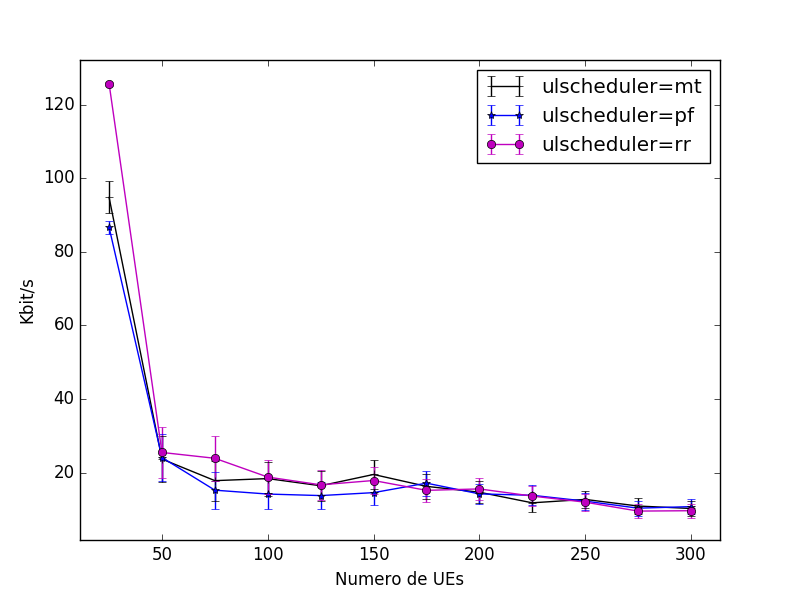 ulscheduler=mt
ulscheduler=pf
ulscheduler=rr
120
100
80
60
40
20
Kbit/s
50 100 150 200 250 300
Numero de UEs